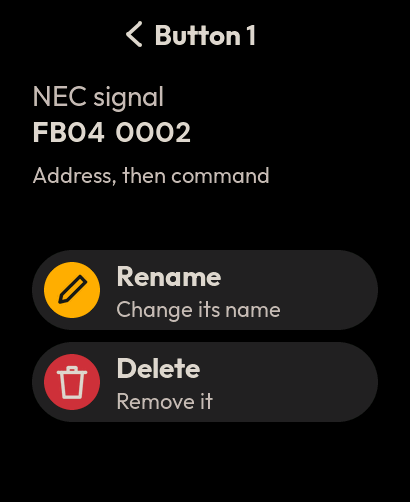 Button 1
NEC signal
FB04 0002
Address, then command
Rename
Change its name
Delete
Remove it